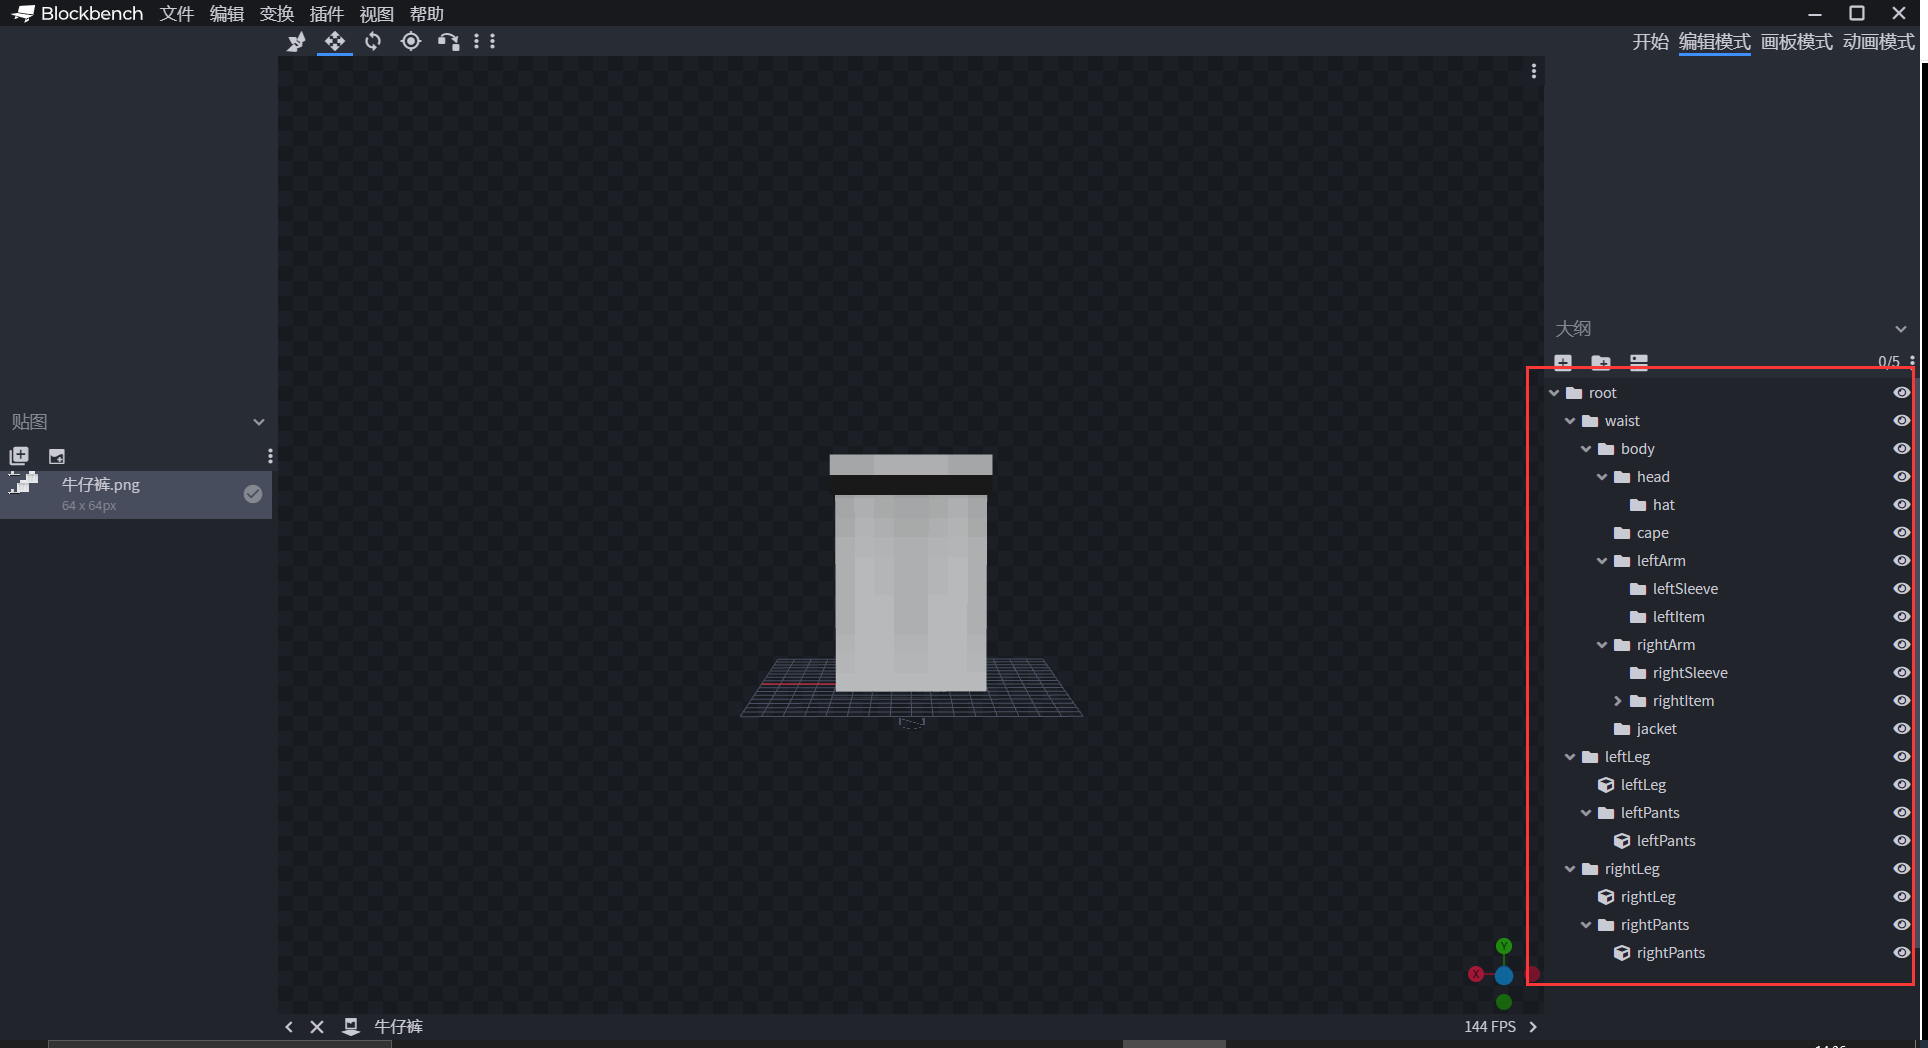 Blockbench 文件 编辑 变换 插件 视图 帮助
开始 编辑模式 画板模式 动画模式
大纲
0/5
root
waist
body
head
hat
cape
leftArm
leftSleeve
leftItem
rightArm
rightSleeve
rightItem
jacket
leftLeg
leftLeg
leftPants
leftPants
rightLeg
rightLeg
rightPants
rightPants
贴图
牛仔裤.png
64 x 64px
Y
X
牛仔裤
144 FPS